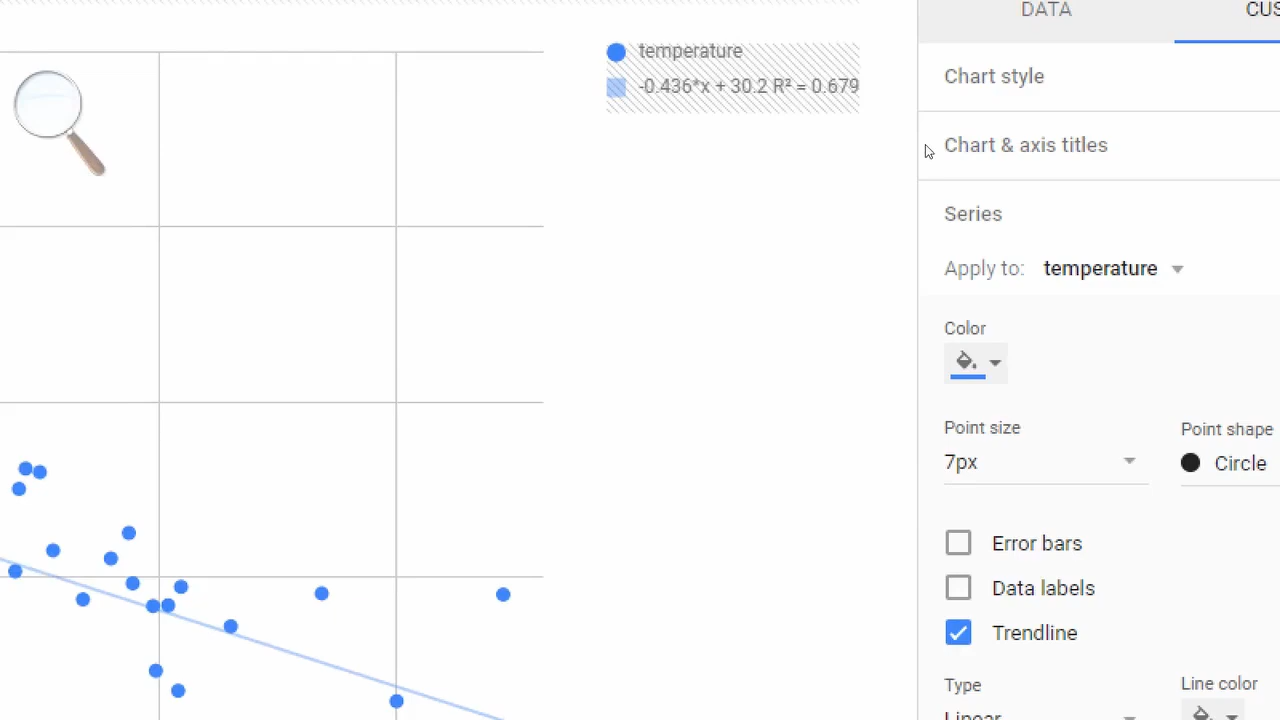 DATA
temperature
-0.436*x + 30.2 R² = 0.679
Chart style
Chart & axis titles
Series
Apply to: temperature
Color
Point size
Point shape
7px
Circle
Error bars
Data labels
Trendline
Type
Line color
Linear